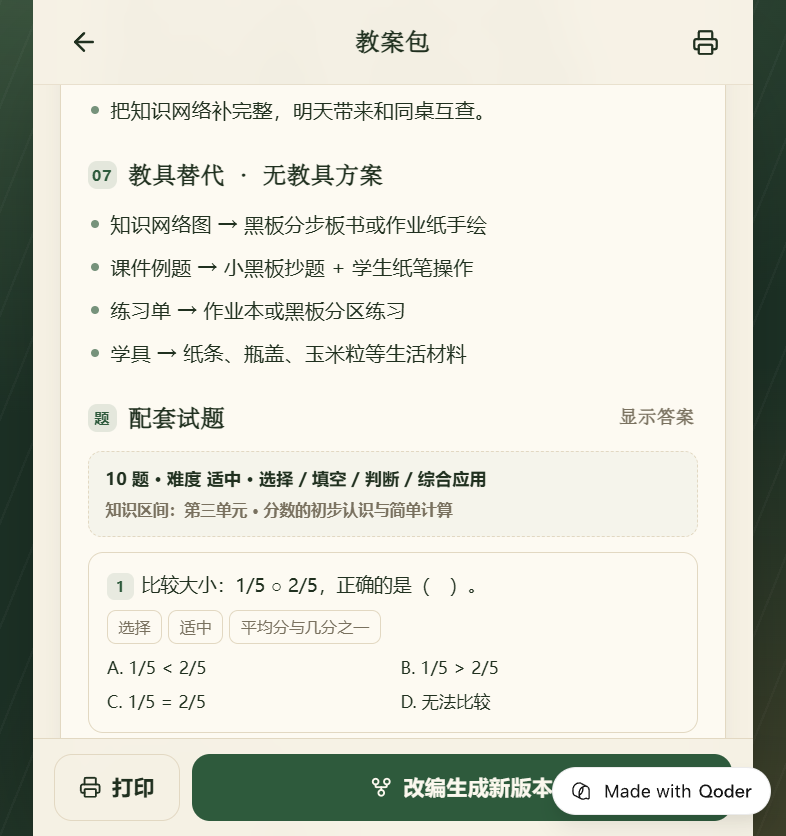 教案包
把知识网络补完整，明天带来和同桌互查。
07 教具替代 · 无教具方案
知识网络图 → 黑板分步板书或作业纸手绘
课件例题 → 小黑板抄题 + 学生纸笔操作
练习单 → 作业本或黑板分区练习
学具 → 纸条、瓶盖、玉米粒等生活材料
题 配套试题 显示答案
10 题 • 难度 适中 • 选择 / 填空 / 判断 / 综合应用
知识区间：第三单元 • 分数的初步认识与简单计算
1 比较大小：1/5 ○ 2/5，正确的是（ ）。
选择 适中 平均分与几分之一
A. 1/5 < 2/5 B. 1/5 > 2/5
C. 1/5 = 2/5 D. 无法比较
打印 改编生成新版本 Made with Qoder